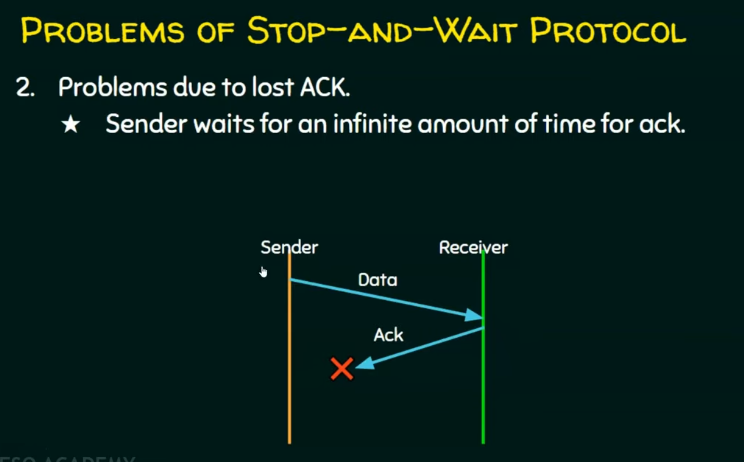 PROBLEMS OF STOP-AND-WAIT PROTOCOL
2. Problems due to lost ACK.
★ Sender waits for an infinite amount of time for ack.
Sender Receiver
Data
Ack
ACADEMY